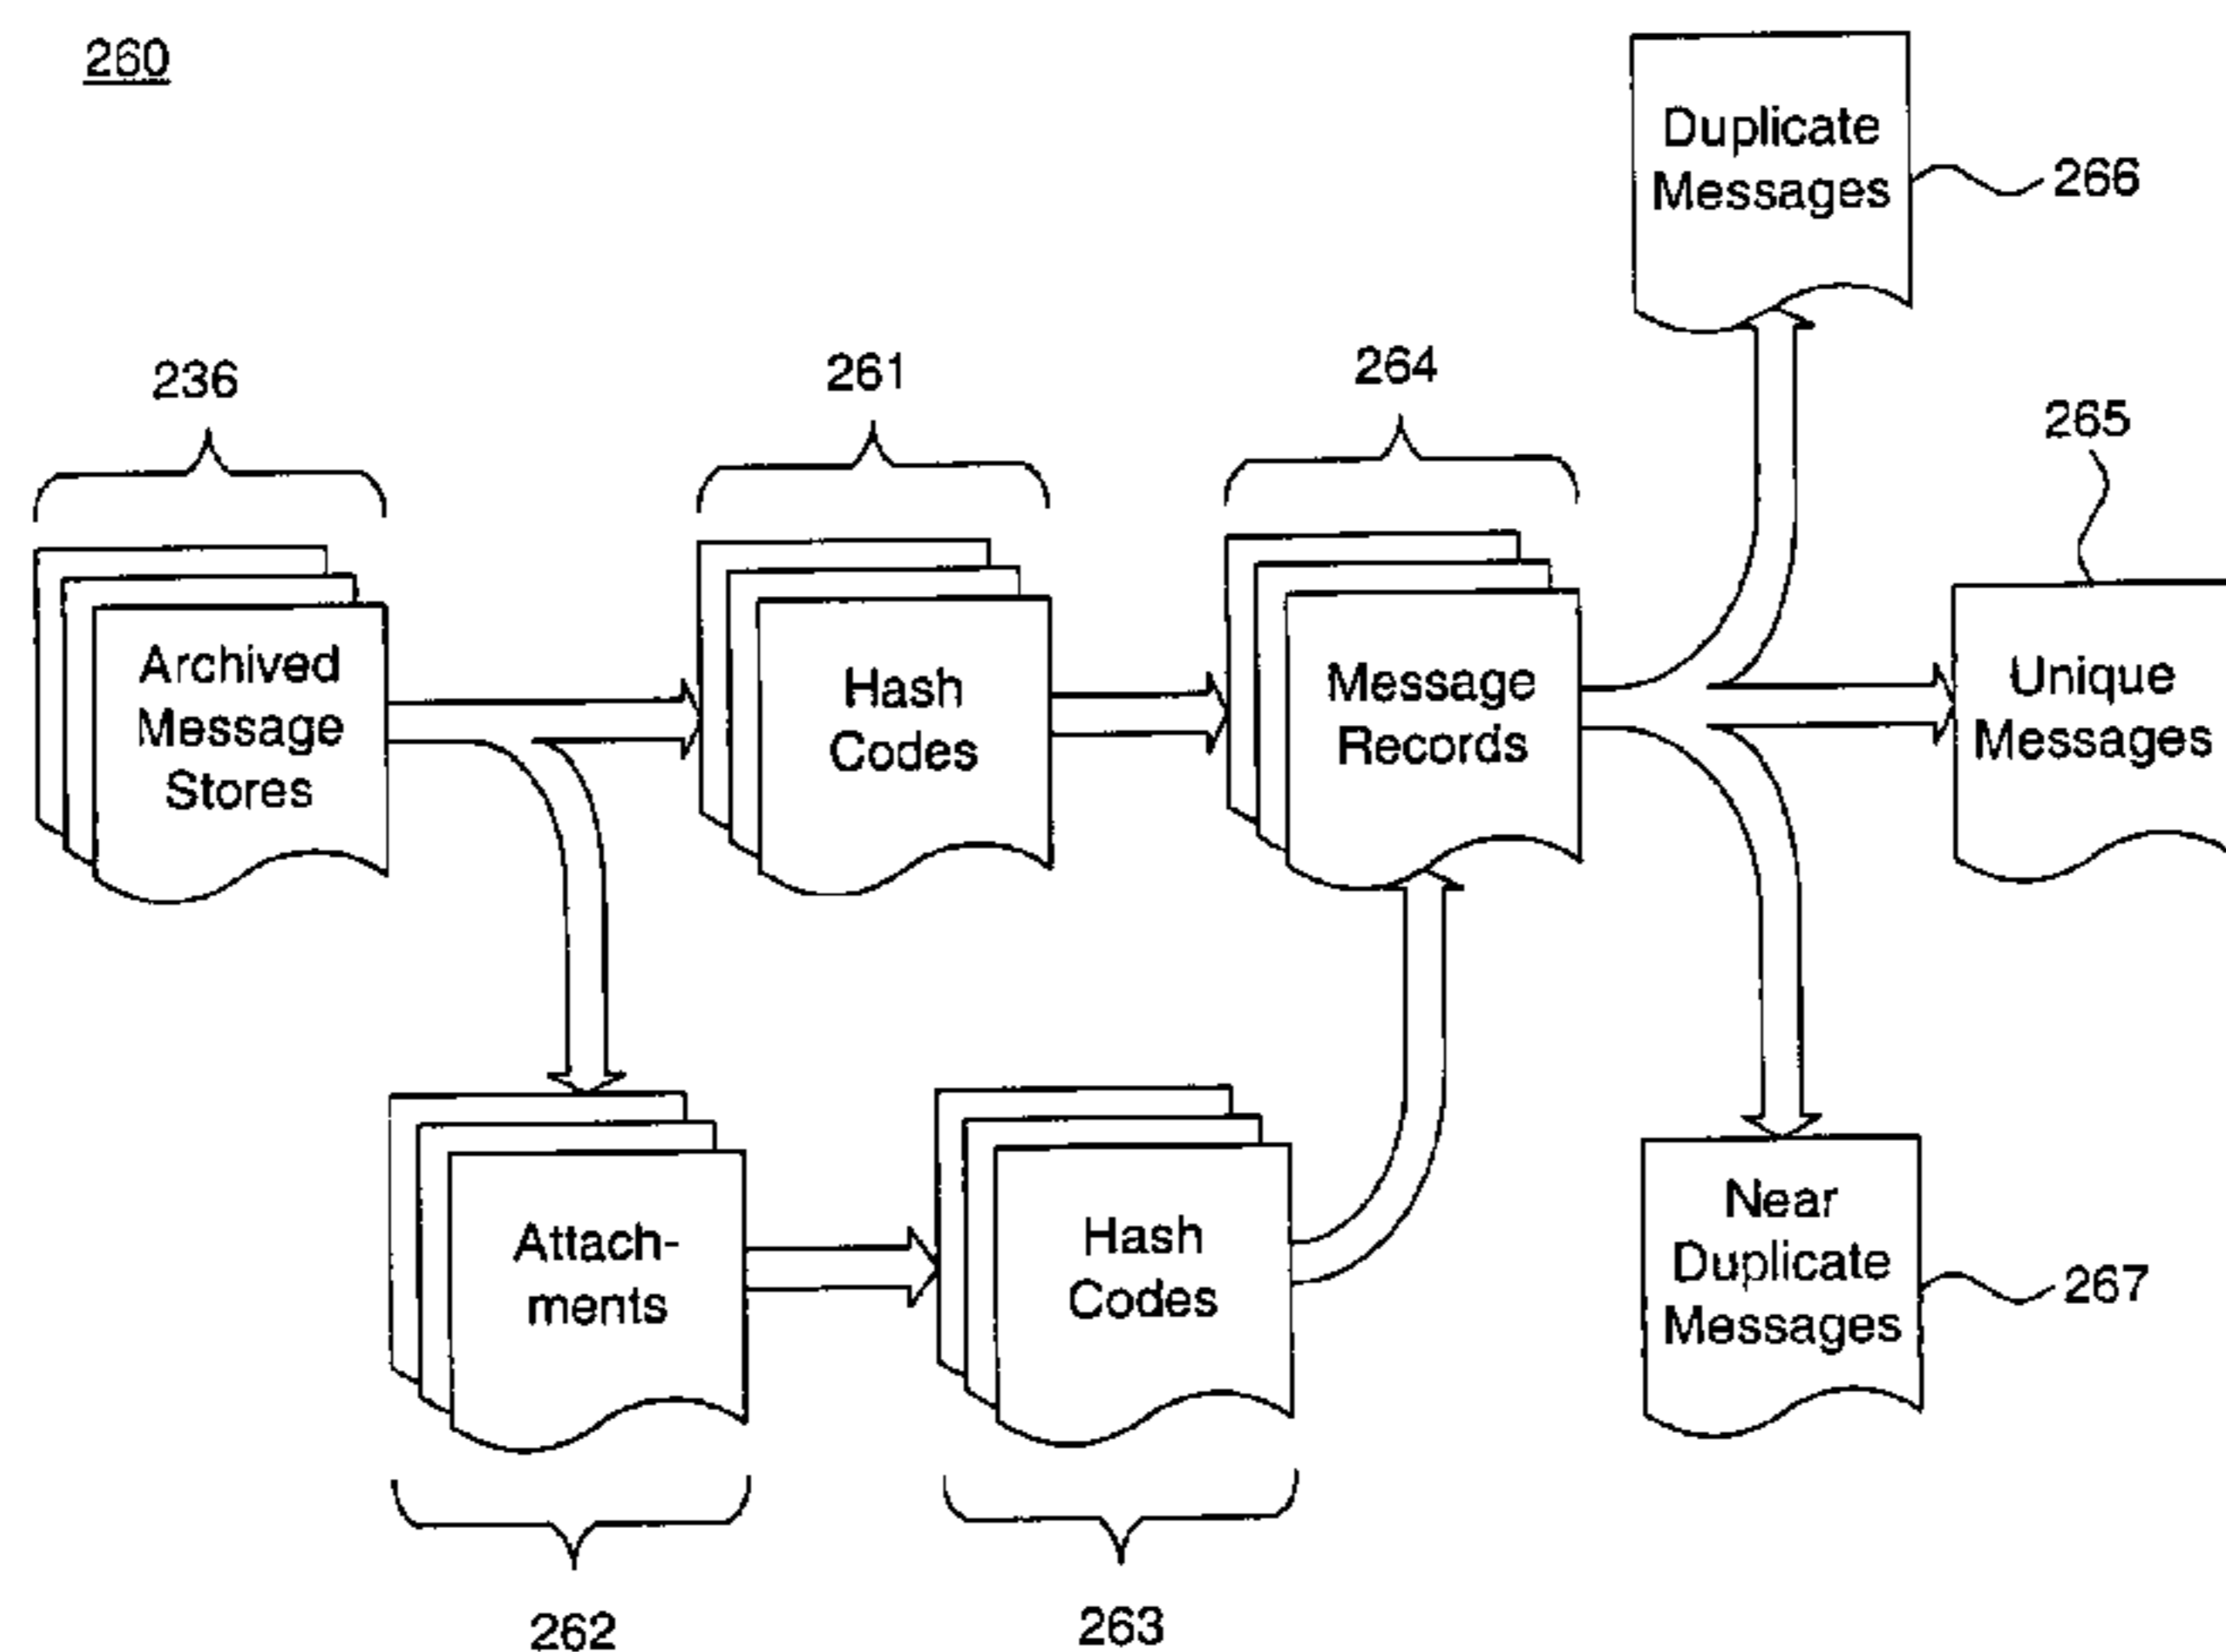 260
Duplicate
Messages
266
236
261
264
265
Archived
Message
Stores
Hash
Codes
Message
Records
Unique
Messages
Attach-
ments
Hash
Codes
Near
Duplicate
Messages
267
262
263